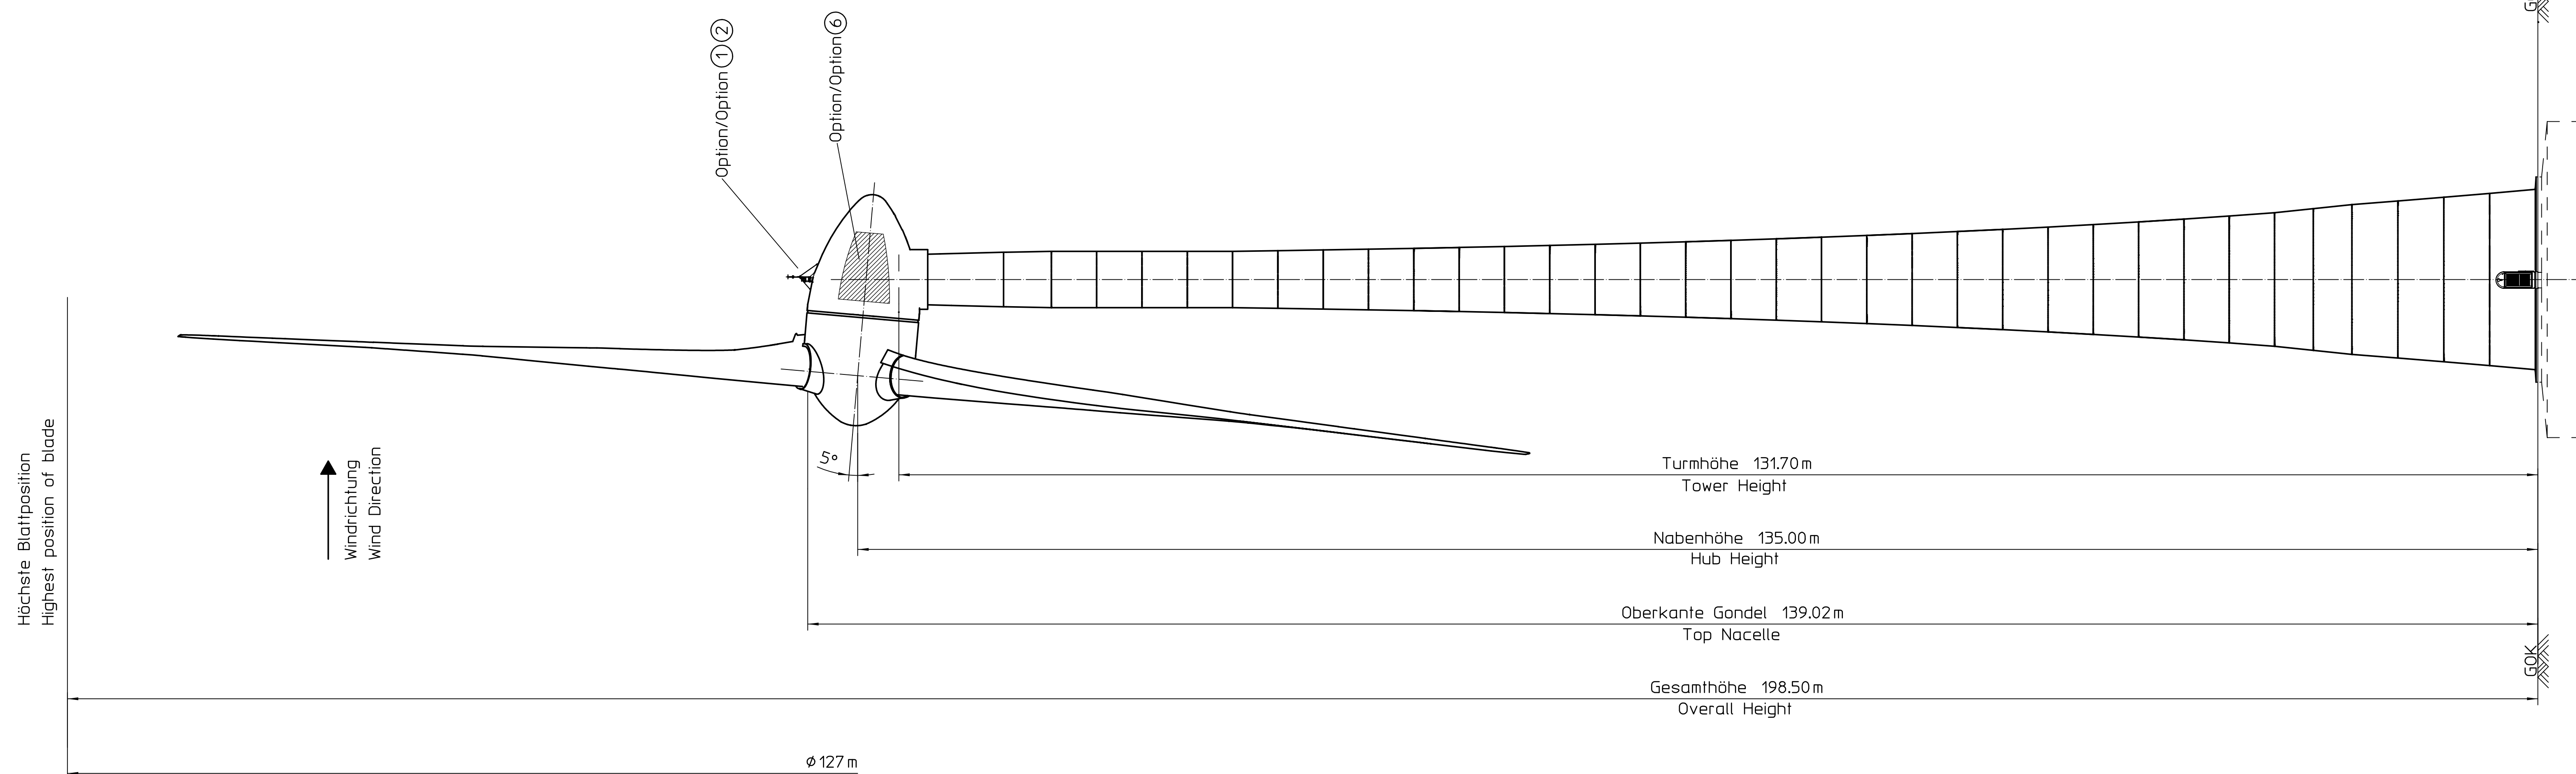 Höchste Blattposition
Highest position of blade
Windrichtung
Wind Direction
Option/Option 1 2
Option/Option 6
5°
Turmhöhe 131.70 m
Tower Height
Nabenhöhe 135.00 m
Hub Height
Oberkante Gondel 139.02 m
Top Nacelle
Gesamthöhe 198.50 m
Overall Height
ø 127 m
GOK